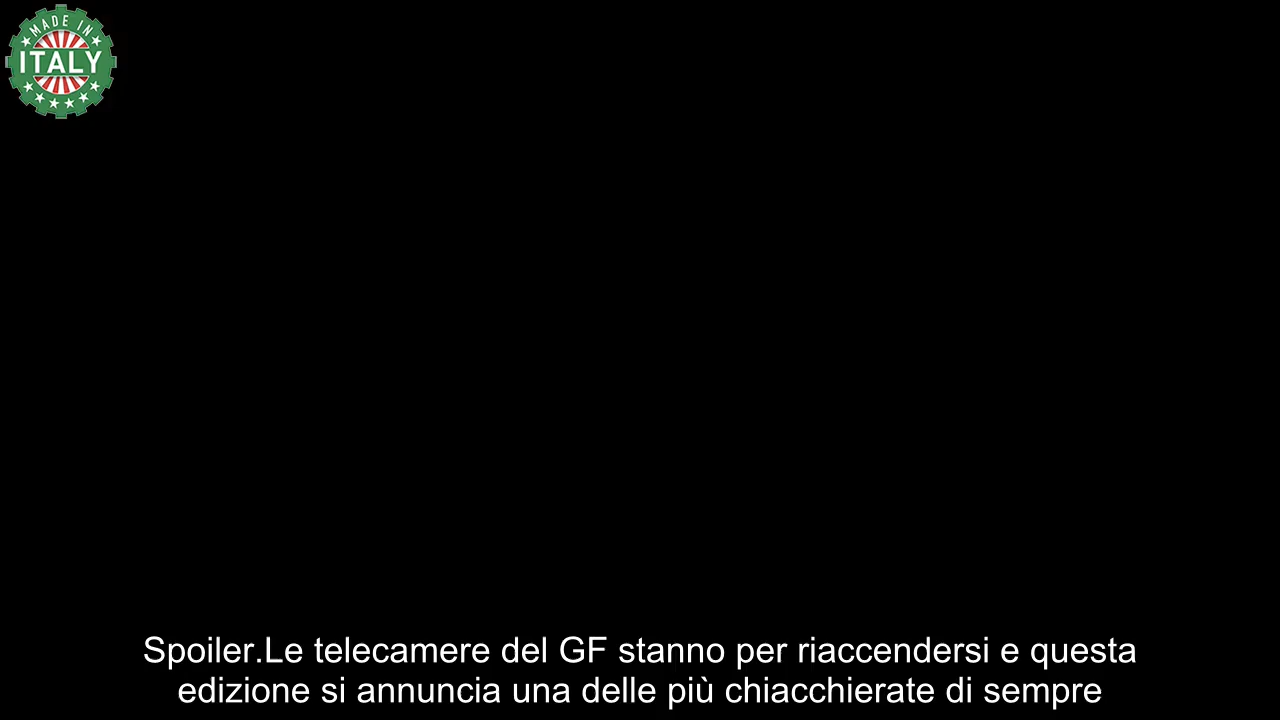 MADE IN
ITALY
Spoiler.Le telecamere del GF stanno per riaccendersi e questa
edizione si annuncia una delle più chiacchierate di sempre